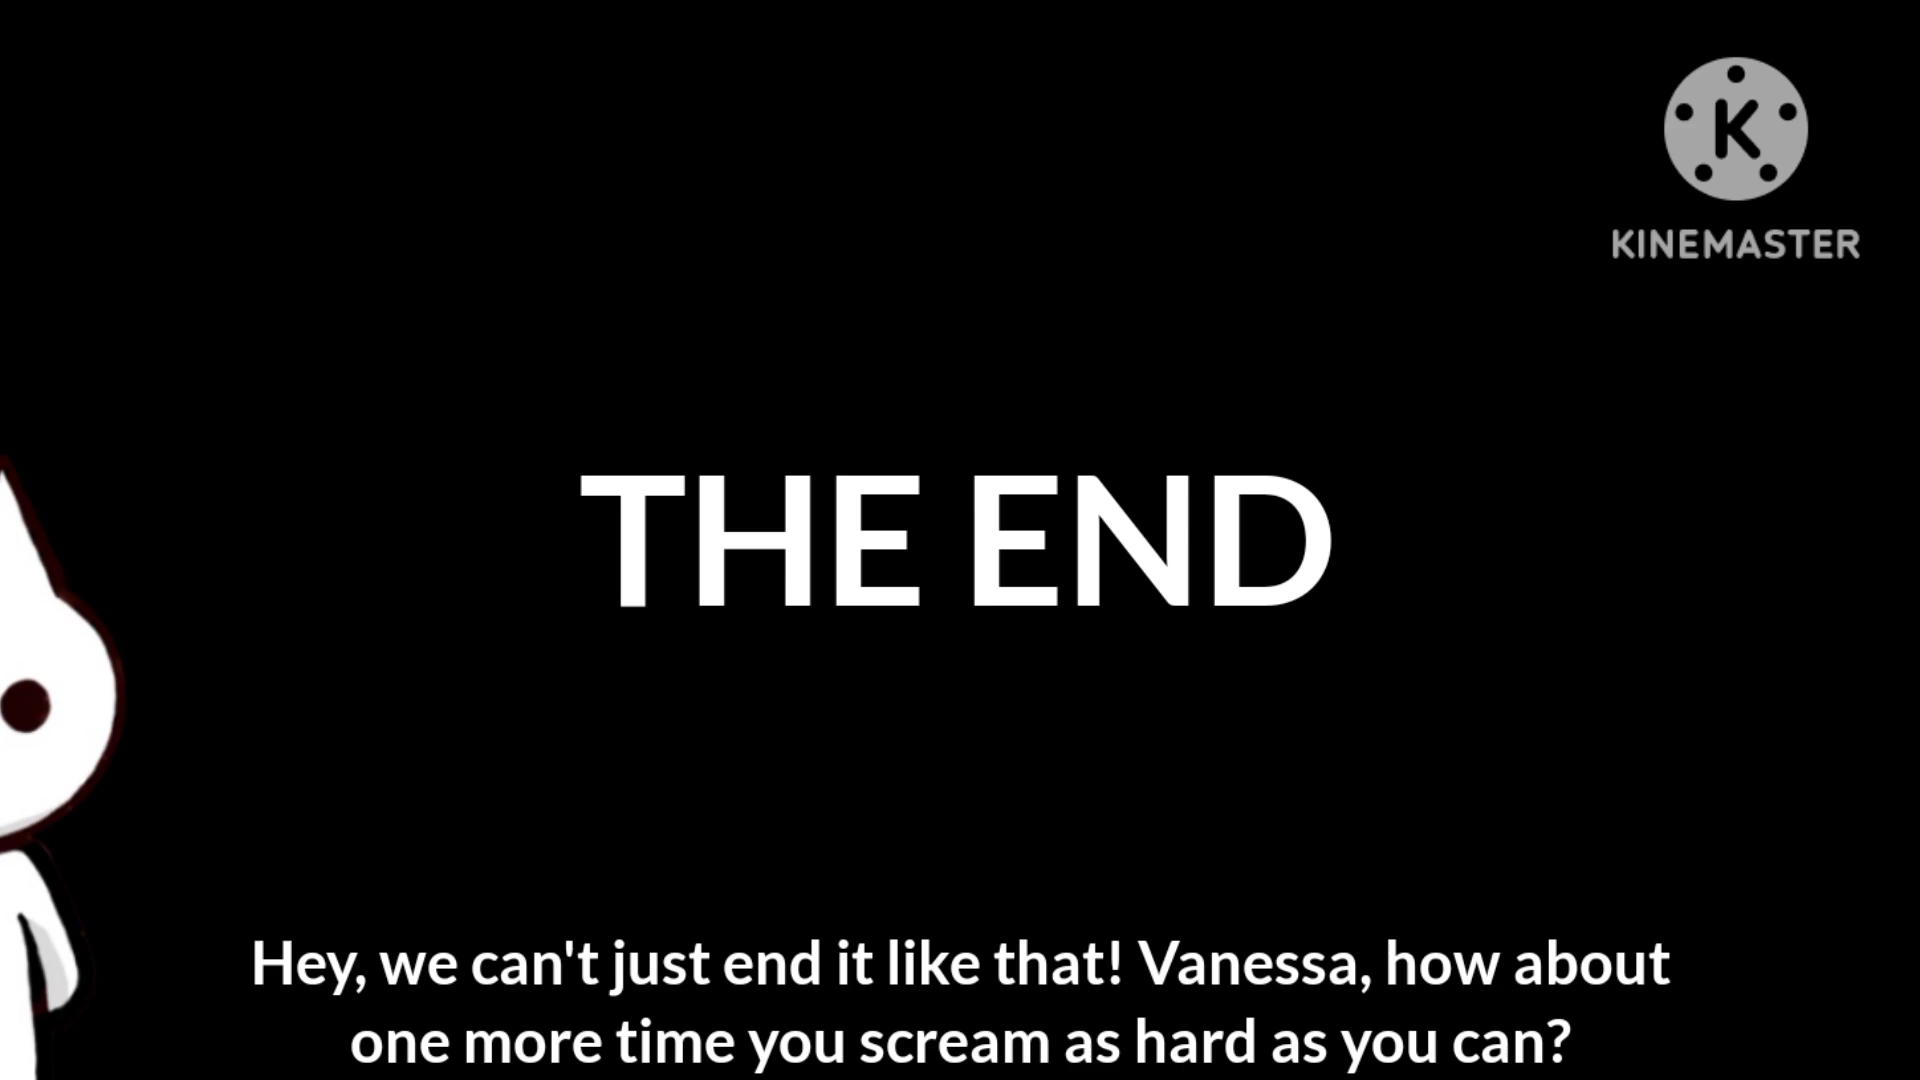 K
KINEMASTER
THE END
Hey, we can't just end it like that! Vanessa, how about
one more time you scream as hard as you can?